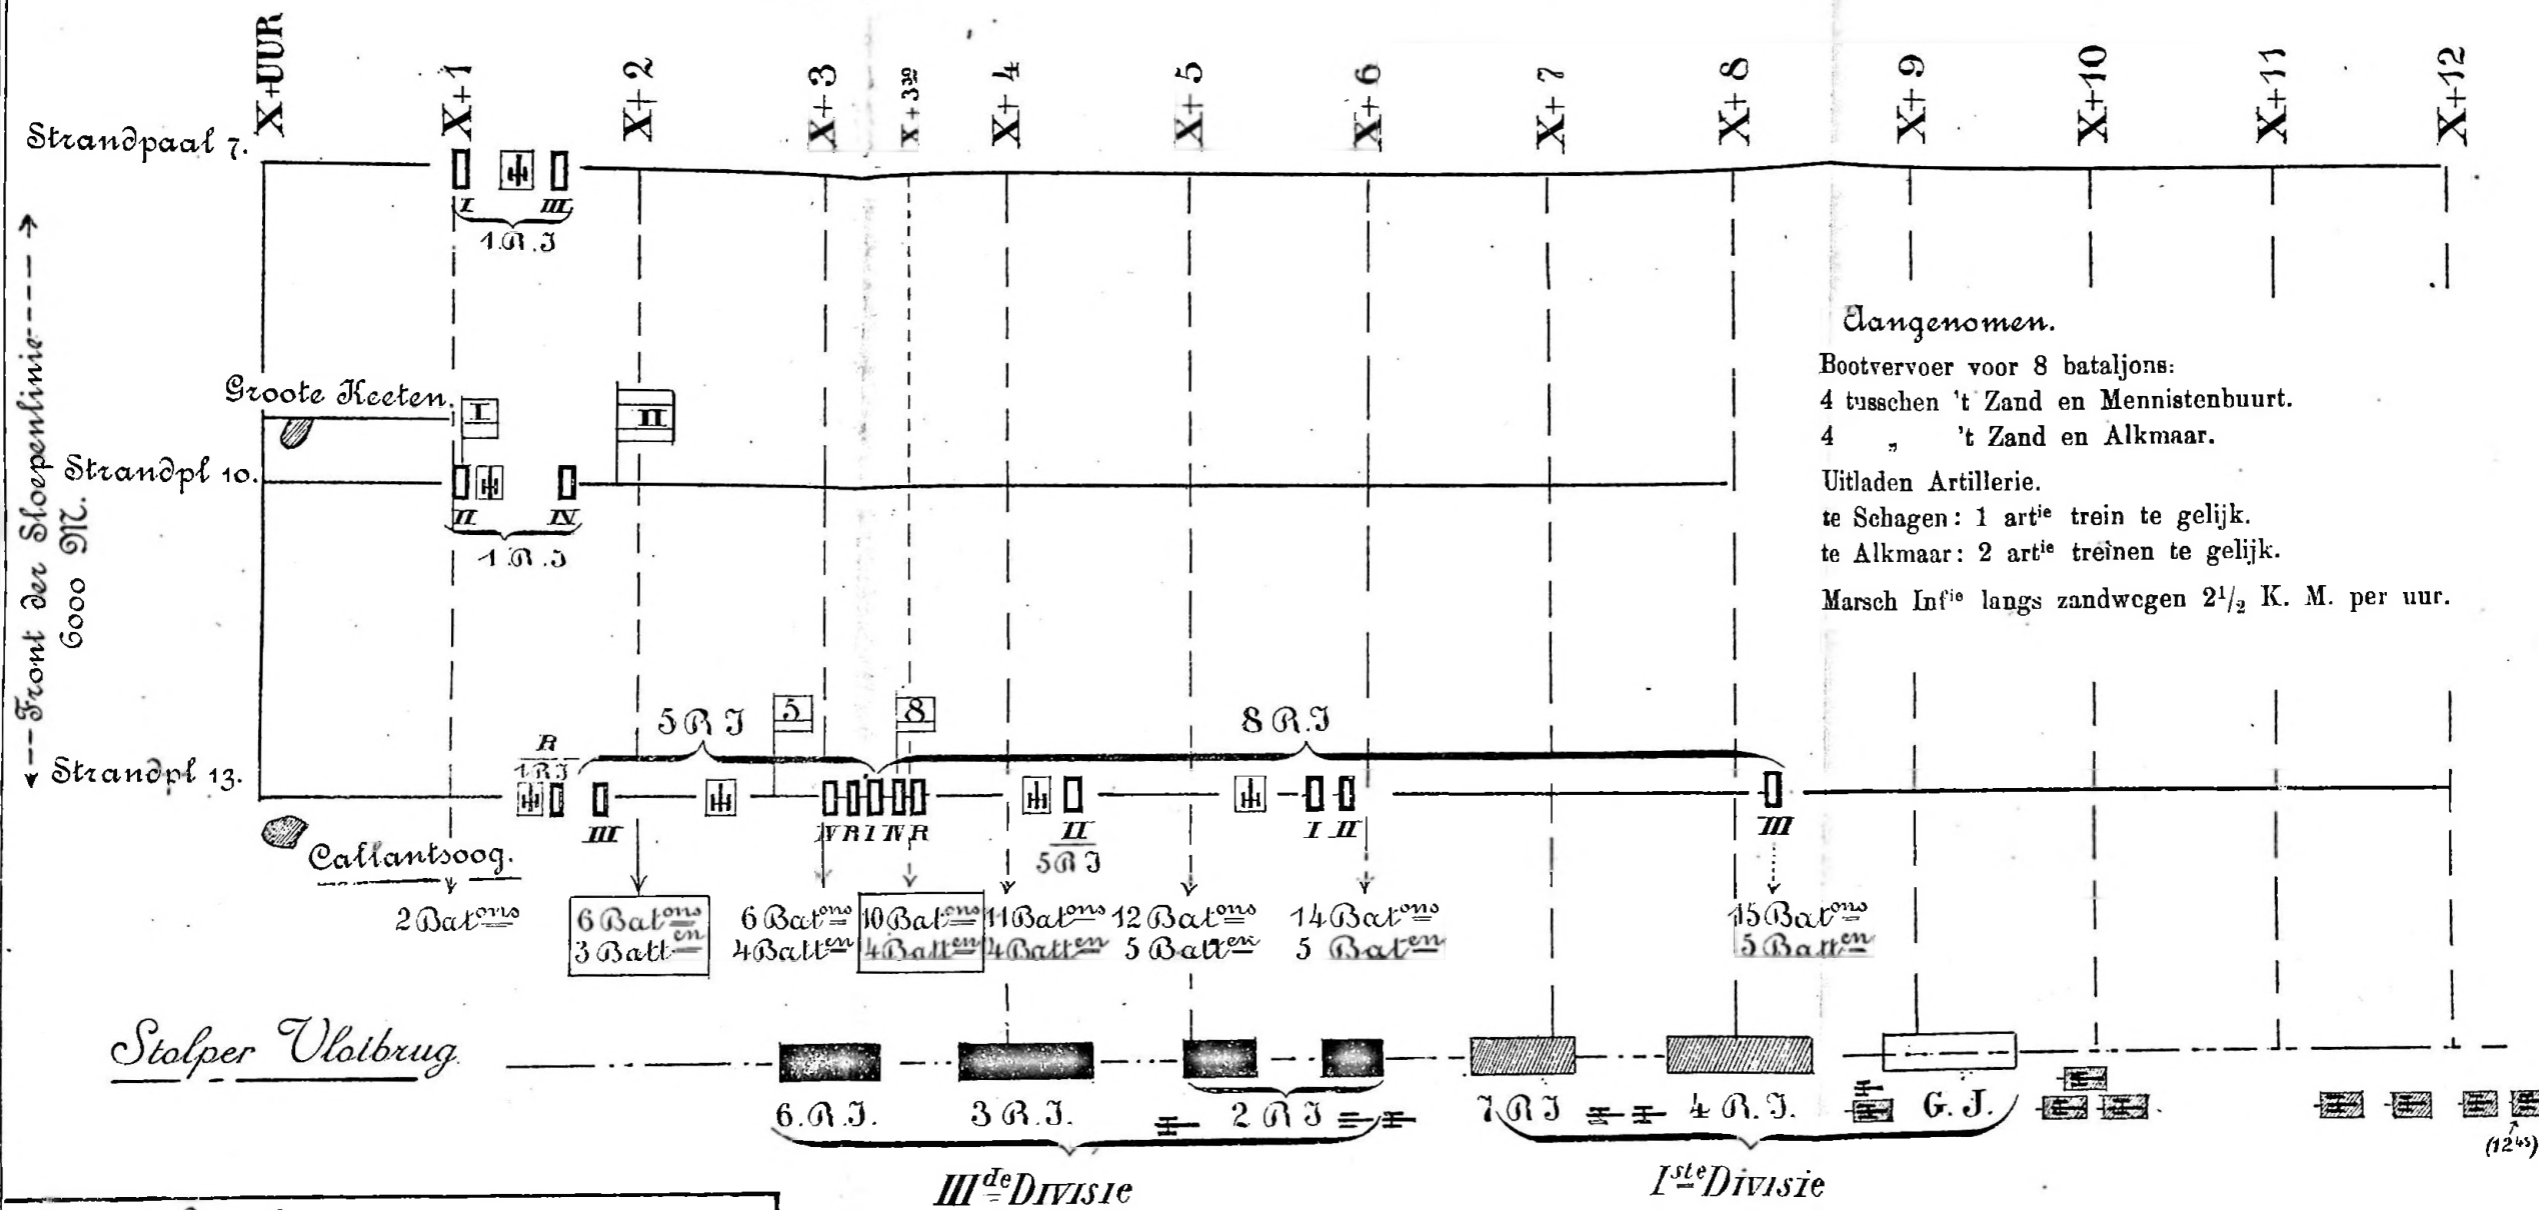 X+UUR X+1 X+2 X+3 X+3³⁰ X+4 X+5 X+6 X+7 X+8 X+9 X+10 X+11 X+12
Strandpaal 7.
I III
1.R.I
Aangenomen.
Bootvervoer voor 8 bataljons:
4 tusschen 't Zand en Mennistenbuurt.
4 „ 't Zand en Alkmaar.
Uitladen Artillerie.
te Schagen: 1 artⁱᵉ trein te gelijk.
te Alkmaar: 2 artⁱᵉ treinen te gelijk.
Marsch Infⁱᵉ langs zandwegen 2¹/₂ K. M. per uur.
Groote Keeten. I II
Strandpl 10.
II IV
1.R.I
<--- Front der Sloepenlinie ---->
6000 M.
5 R I 5 8 8 R.I
R
1 R I
Strandpl 13.
III IV R I IV R II I II III
5 R I
Callantsoog.
2 Batᵒⁿˢ 6 Batᵒⁿˢ 6 Batᵒⁿˢ 10 Batᵒⁿˢ 11 Batᵒⁿˢ 12 Batᵒⁿˢ 14 Batᵒⁿˢ 15 Batᵒⁿˢ
3 Battᵉⁿ 4 Battᵉⁿ 4 Battᵉⁿ 4 Battᵉⁿ 5 Battᵉⁿ 5 Batᵉⁿ 5 Battᵉⁿ
Stolper Vlotbrug.
6.R.I. 3 R.I. 2 R I 7 R I 4 R.I. G.J.
(12⁴⁵)
IIIᵈᵉ DIVISIE Iˢᵗᵉ DIVISIE